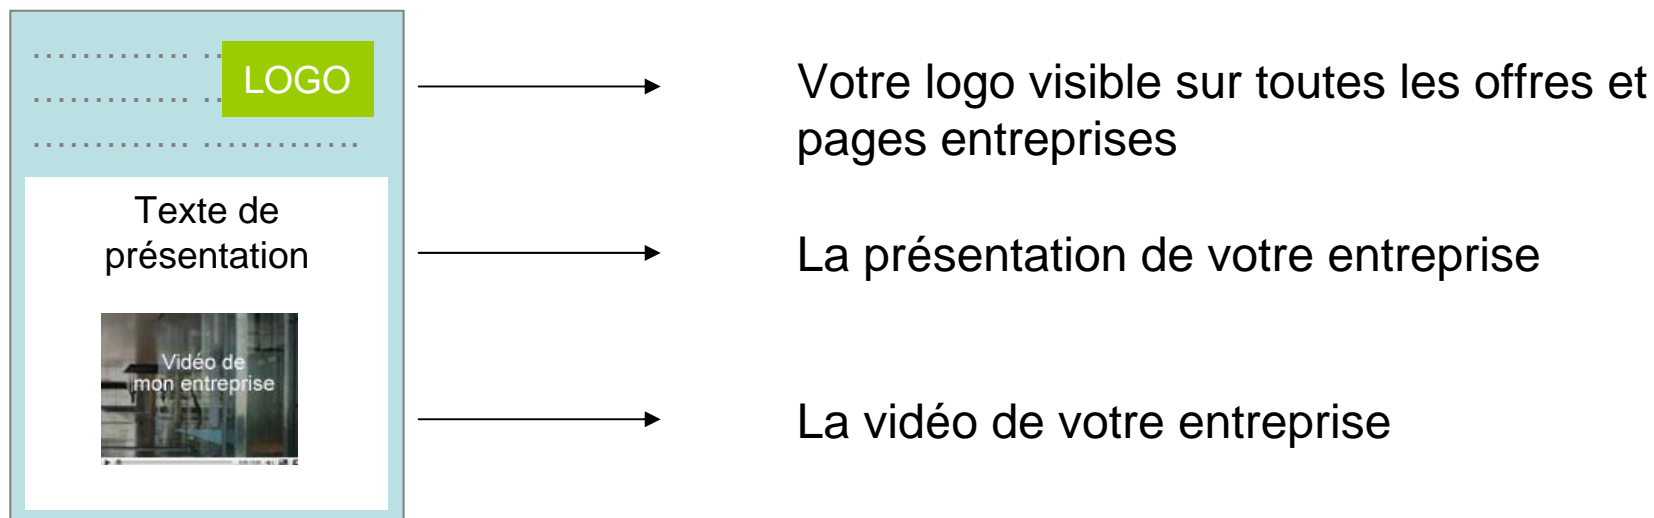 LOGO
Votre logo visible sur toutes les offres et
pages entreprises
Texte de
présentation
La présentation de votre entreprise
Vidéo de
mon entreprise
La vidéo de votre entreprise